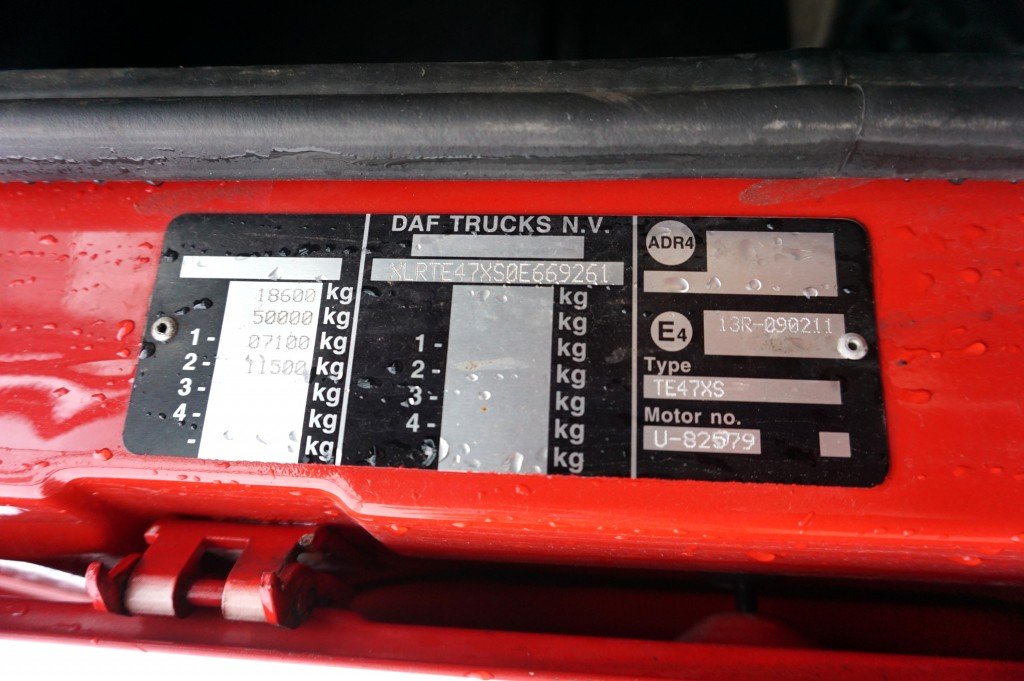 18600 kg
50000 kg
1- 07100 kg
2- 11500 kg
3- kg
4- kg
- kg
DAF TRUCKS N.V.
XLRTE47XS0E669261
kg
kg
1- kg
2- kg
3- kg
4- kg
kg
kg
ADR4
E4 13R-090211
Type
TE47XS
Motor no.
U-82579